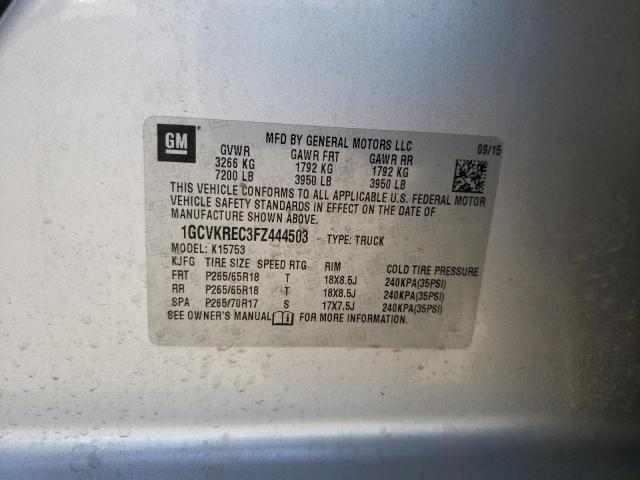 GM
MFD BY GENERAL MOTORS LLC 09/15
GVWR GAWR FRT GAWR RR
3266 KG 1792 KG 1792 KG
7200 LB 3950 LB 3950 LB
THIS VEHICLE CONFORMS TO ALL APPLICABLE U.S. FEDERAL MOTOR
VEHICLE SAFETY STANDARDS IN EFFECT ON THE DATE OF
MANUFACTURE SHOWN ABOVE.
1GCVKREC3FZ444503 TYPE: TRUCK
MODEL: K15753
KJFG TIRE SIZE SPEED RTG RIM COLD TIRE PRESSURE
FRT P265/65R18 T 18X8.5J 240KPA(35PSI)
RR P265/65R18 T 18X8.5J 240KPA(35PSI)
SPA P265/70R17 S 17X7.5J 240KPA(35PSI)
SEE OWNER'S MANUAL FOR MORE INFORMATION.